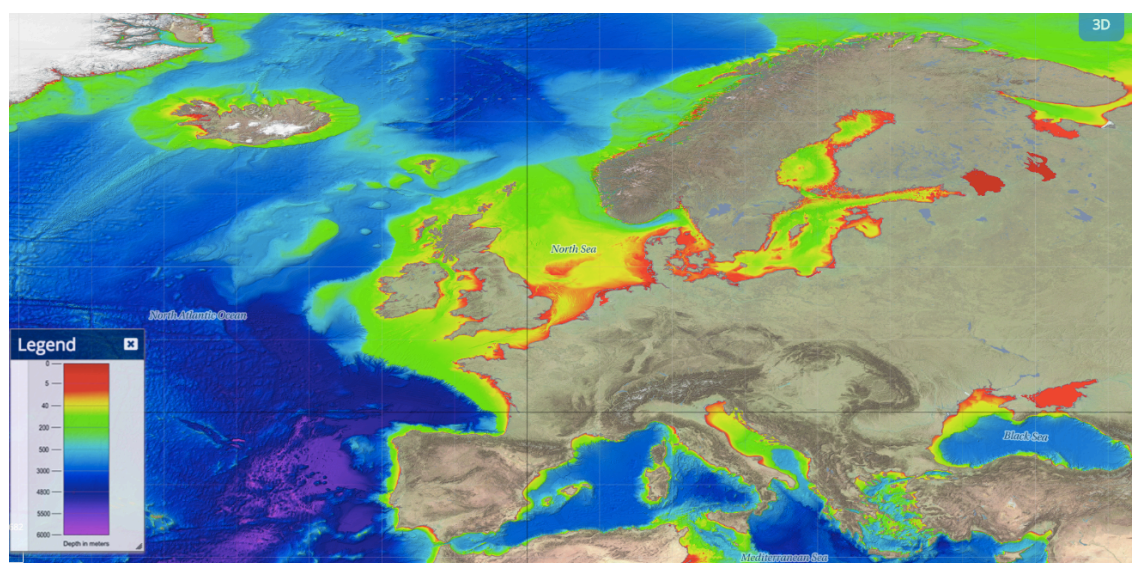 3D
North Sea
North Atlantic Ocean
Legend
0
5
40
200
500
3000
4800
5500
6000
Depth in meters
Black Sea
Mediterranean Sea